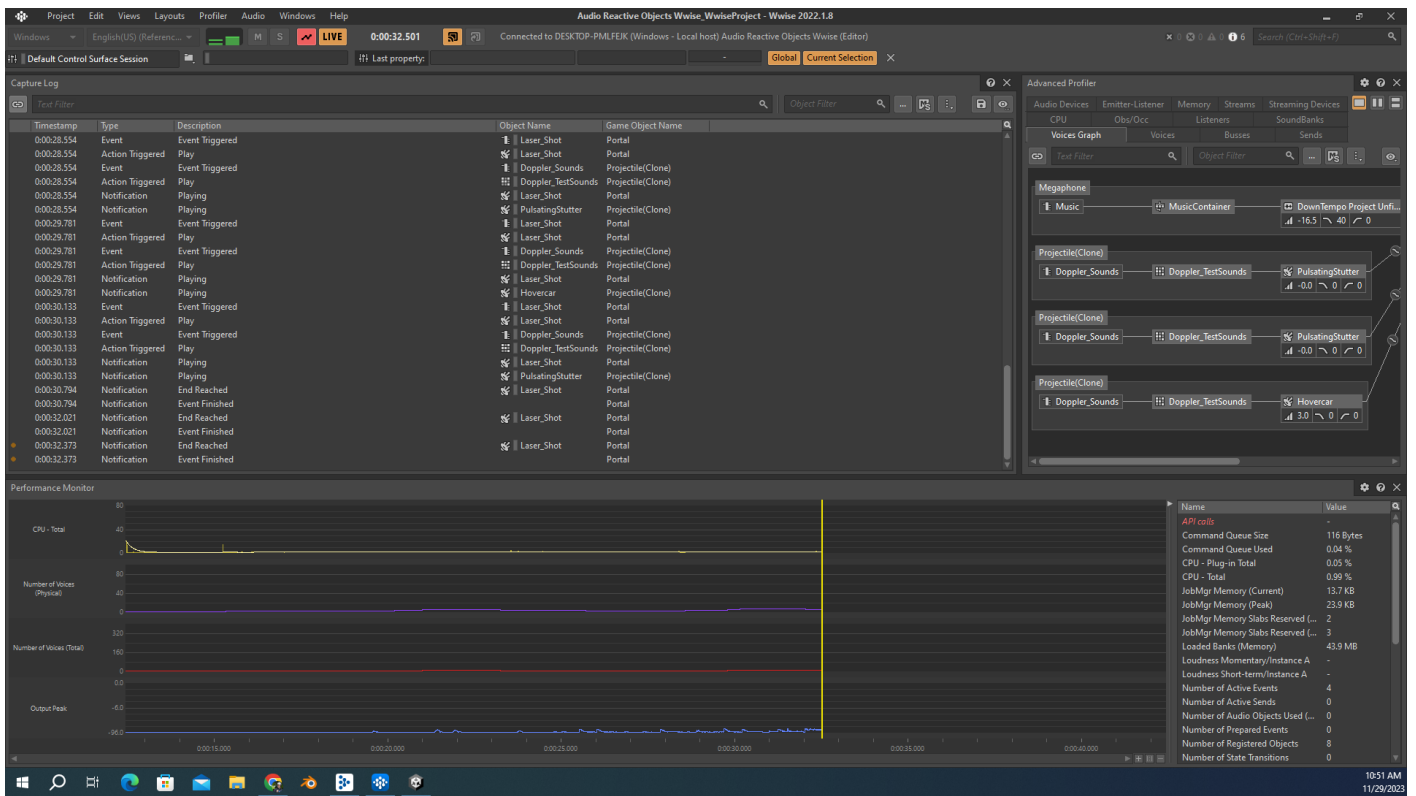 Project Edit Views Layouts Profiler Audio Windows Help
Audio Reactive Objects Wwise_WwiseProject - Wwise 2022.1.8
Windows English(US) (Referenc... M S LIVE 0:00:32.501 Connected to DESKTOP-PMLFEJK (Windows - Local host) Audio Reactive Objects Wwise (Editor) 0 0 0 6 Search (Ctrl+Shift+F)
Default Control Surface Session Last property: - Global Current Selection
Capture Log
Text Filter Object Filter ...
Timestamp Type Description Object Name Game Object Name
0:00:28.554 Event Event Triggered Laser_Shot Portal
0:00:28.554 Action Triggered Play Laser_Shot Portal
0:00:28.554 Event Event Triggered Doppler_Sounds Projectile(Clone)
0:00:28.554 Action Triggered Play Doppler_TestSounds Projectile(Clone)
0:00:28.554 Notification Playing Laser_Shot Portal
0:00:28.554 Notification Playing PulsatingStutter Projectile(Clone)
0:00:29.781 Event Event Triggered Laser_Shot Portal
0:00:29.781 Action Triggered Play Laser_Shot Portal
0:00:29.781 Event Event Triggered Doppler_Sounds Projectile(Clone)
0:00:29.781 Action Triggered Play Doppler_TestSounds Projectile(Clone)
0:00:29.781 Notification Playing Laser_Shot Portal
0:00:29.781 Notification Playing Hovercar Projectile(Clone)
0:00:30.133 Event Event Triggered Laser_Shot Portal
0:00:30.133 Action Triggered Play Laser_Shot Portal
0:00:30.133 Event Event Triggered Doppler_Sounds Projectile(Clone)
0:00:30.133 Action Triggered Play Doppler_TestSounds Projectile(Clone)
0:00:30.133 Notification Playing Laser_Shot Portal
0:00:30.133 Notification Playing PulsatingStutter Projectile(Clone)
0:00:30.794 Notification End Reached Laser_Shot Portal
0:00:30.794 Notification Event Finished Portal
0:00:32.021 Notification End Reached Laser_Shot Portal
0:00:32.021 Notification Event Finished Portal
0:00:32.373 Notification End Reached Laser_Shot Portal
0:00:32.373 Notification Event Finished Portal
Advanced Profiler
Audio Devices Emitter-Listener Memory Streams Streaming Devices
CPU Obs/Occ Listeners SoundBanks
Voices Graph Voices Busses Sends
Text Filter Object Filter ...
Megaphone
Music MusicContainer DownTempo Project Unfi...
-16.5 40 0
Projectile(Clone)
Doppler_Sounds Doppler_TestSounds PulsatingStutter
-0.0 0 0
Projectile(Clone)
Doppler_Sounds Doppler_TestSounds PulsatingStutter
-0.0 0 0
Projectile(Clone)
Doppler_Sounds Doppler_TestSounds Hovercar
3.0 0 0
Performance Monitor
CPU - Total
80
40
0
Number of Voices
(Physical)
80
40
0
Number of Voices (Total)
320
160
0
Output Peak
0.0
-6.0
-96.0
0:00:15.000 0:00:20.000 0:00:25.000 0:00:30.000 0:00:35.000 0:00:40.000
Name Value
API calls -
Command Queue Size 116 Bytes
Command Queue Used 0.04 %
CPU - Plug-in Total 0.05 %
CPU - Total 0.99 %
JobMgr Memory (Current) 13.7 KB
JobMgr Memory (Peak) 23.9 KB
JobMgr Memory Slabs Reserved (... 2
JobMgr Memory Slabs Reserved (... 3
Loaded Banks (Memory) 43.9 MB
Loudness Momentary/Instance A -
Loudness Short-term/Instance A -
Number of Active Events 4
Number of Active Sends 0
Number of Audio Objects Used (... 0
Number of Prepared Events 0
Number of Registered Objects 8
Number of State Transitions 0
10:51 AM
11/29/2023